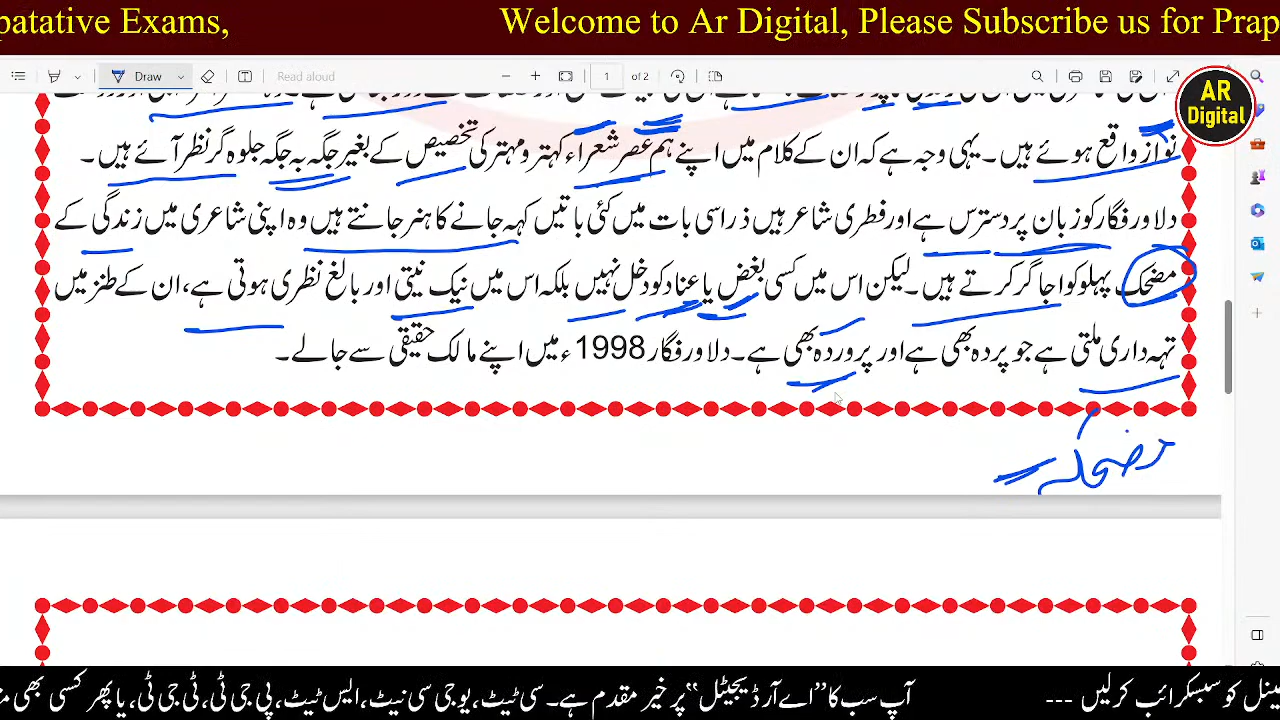 patative Exams,
Welcome to Ar Digital, Please Subscribe us for Prap
Draw
Read aloud
1
of 2
AR
Digital
نواز واقع ہوئے ہیں۔ یہی وجہ ہے کہ ان کے کلام میں اپنے ہم عصر شعراء کہتر و مہتر کی تخصیص کے بغیر جگہ بہ جگہ جلوہ گر نظر آئے ہیں۔
دلاور فگار کو زبان پر دسترس ہے اور فطری شاعر ہیں ذرا سی بات میں کئی باتیں کہہ جانے کا ہنر جانتے ہیں وہ اپنی شاعری میں زندگی کے
مضحک پہلو کو اجاگر کرتے ہیں۔ لیکن اس میں کسی بغض یا عناد کو دخل نہیں بلکہ اس میں نیک نیتی اور بالغ نظری ہوتی ہے، ان کے طنز میں
تہہ داری ملتی ہے جو پردہ بھی ہے اور پروردہ بھی ہے۔ دلاور فگار 1998ء میں اپنے مالک حقیقی سے جا ملے۔
مضحک
آپ سب کا ”اے آر ڈیجیٹل“ پر خیر مقدم ہے۔ سی ٹیٹ، یو جی سی نیٹ، ایس ٹیٹ، پی جی ٹی، ٹی جی ٹی، یا پھر کسی بھی
ینل کو سبسکرائب کرلیں ---